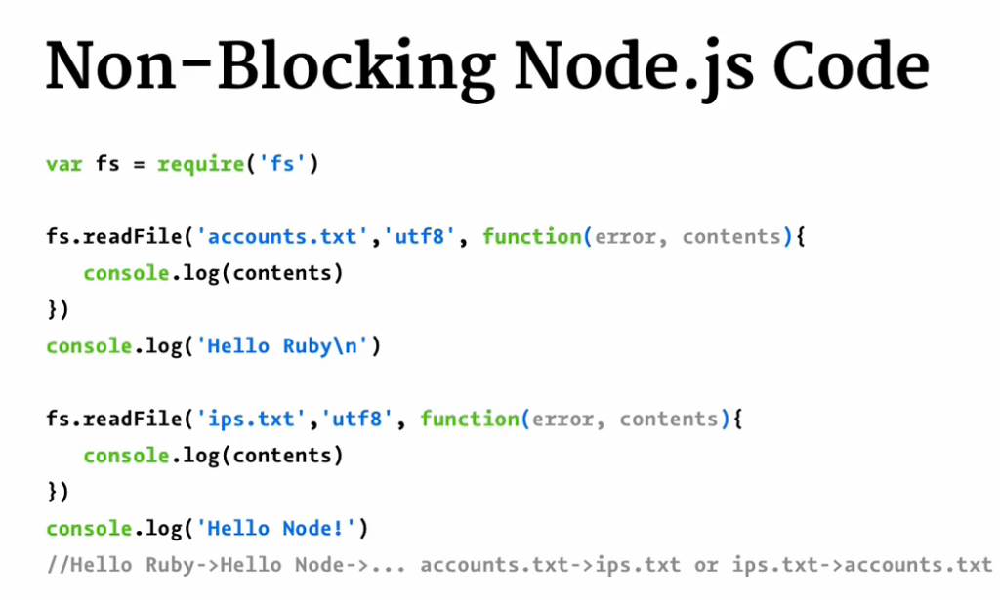 Non-Blocking Node.js Code
var fs = require('fs')
fs.readFile('accounts.txt','utf8', function(error, contents){
console.log(contents)
})
console.log('Hello Ruby\n')
fs.readFile('ips.txt','utf8', function(error, contents){
console.log(contents)
})
console.log('Hello Node!')
//Hello Ruby->Hello Node->... accounts.txt->ips.txt or ips.txt->accounts.txt